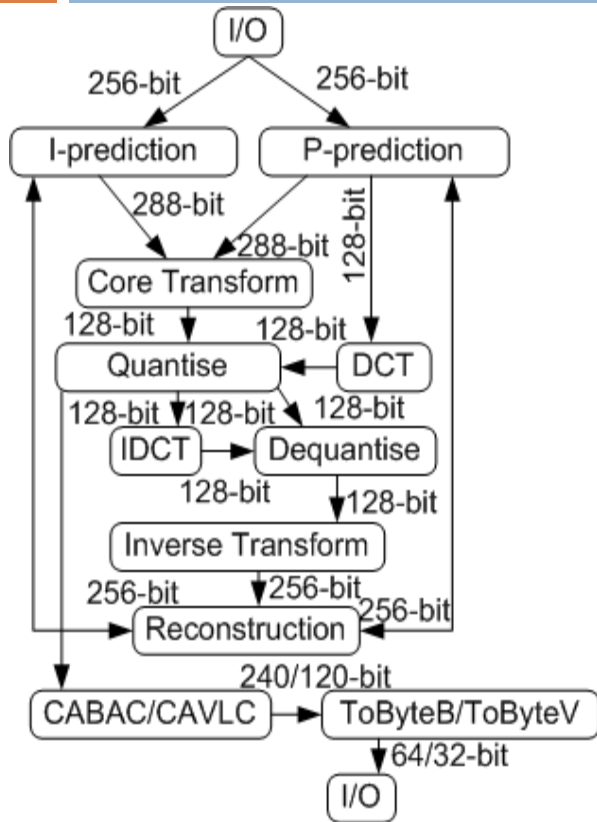 I/O
256-bit 256-bit
I-prediction P-prediction
288-bit
128-bit
288-bit
Core Transform
128-bit 128-bit
Quantise DCT
128-bit 128-bit 128-bit
IDCT Dequantise
128-bit 128-bit
Inverse Transform
256-bit 256-bit 256-bit
Reconstruction
240/120-bit
CABAC/CAVLC ToByteB/ToByteV
64/32-bit
I/O